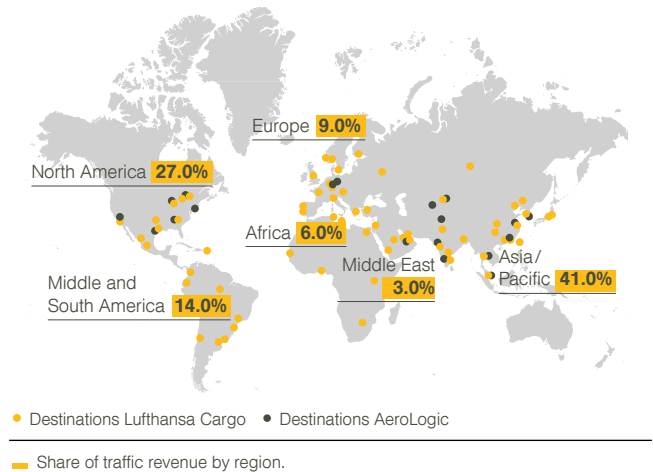 Europe 9.0%
North America 27.0%
Africa 6.0%
Middle East
3.0%
Asia/
Pacific 41.0%
Middle and
South America 14.0%
Destinations Lufthansa Cargo Destinations AeroLogic
Share of traffic revenue by region.